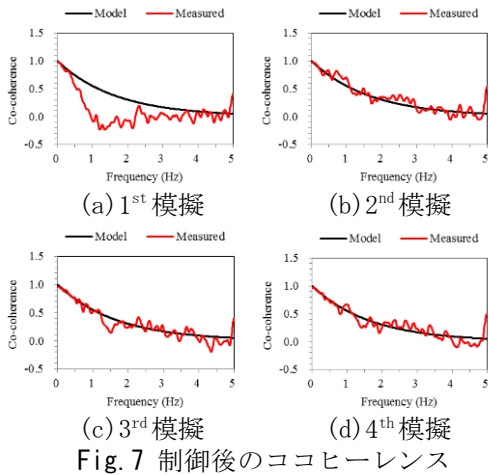 Model Measured
Model Measured
1.5
1.0
0.5
0.0
-0.5
Co-coherence
0 1 2 3 4 5
Frequency (Hz)
1.5
1.0
0.5
0.0
-0.5
Co-coherence
0 1 2 3 4 5
Frequency (Hz)
(a) 1st 模擬
(b) 2nd 模擬
Model Measured
Model Measured
1.5
1.0
0.5
0.0
-0.5
Co-coherence
0 1 2 3 4 5
Frequency (Hz)
1.5
1.0
0.5
0.0
-0.5
Co-coherence
0 1 2 3 4 5
Frequency (Hz)
(c) 3rd 模擬
(d) 4th 模擬
Fig. 7 制御後のココヒーレンス